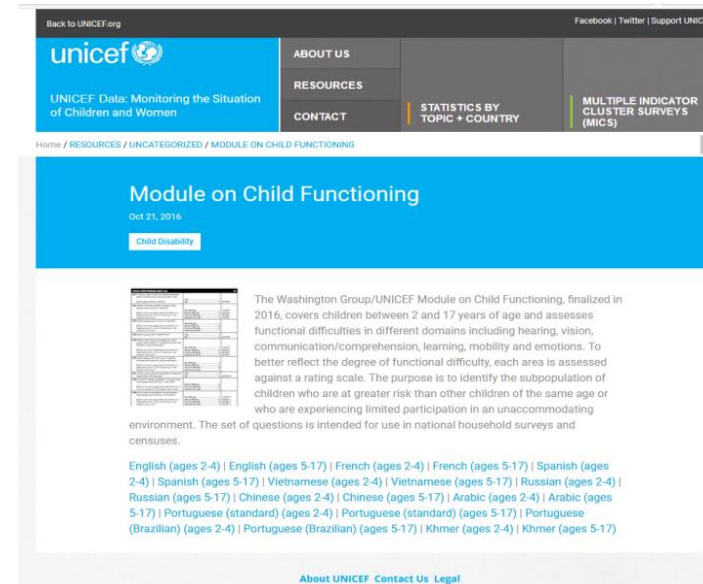 Back to UNICEF.org
Facebook | Twitter | Support UNIC
unicef
UNICEF Data: Monitoring the Situation
of Children and Women
ABOUT US
RESOURCES
CONTACT
STATISTICS BY
TOPIC + COUNTRY
MULTIPLE INDICATOR
CLUSTER SURVEYS
(MICS)
Home / RESOURCES / UNCATEGORIZED / MODULE ON CHILD FUNCTIONING
Module on Child Functioning
Oct 21, 2016
Child Disability
The Washington Group/UNICEF Module on Child Functioning, finalized in
2016, covers children between 2 and 17 years of age and assesses
functional difficulties in different domains including hearing, vision,
communication/comprehension, learning, mobility and emotions. To
better reflect the degree of functional difficulty, each area is assessed
against a rating scale. The purpose is to identify the subpopulation of
children who are at greater risk than other children of the same age or
who are experiencing limited participation in an unaccommodating
environment. The set of questions is intended for use in national household surveys and
censuses.
English (ages 2-4) | English (ages 5-17) | French (ages 2-4) | French (ages 5-17) | Spanish (ages
2-4) | Spanish (ages 5-17) | Vietnamese (ages 2-4) | Vietnamese (ages 5-17) | Russian (ages 2-4) |
Russian (ages 5-17) | Chinese (ages 2-4) | Chinese (ages 5-17) | Arabic (ages 2-4) | Arabic (ages
5-17) | Portuguese (standard) (ages 2-4) | Portuguese (standard) (ages 5-17) | Portuguese
(Brazilian) (ages 2-4) | Portuguese (Brazilian) (ages 5-17) | Khmer (ages 2-4) | Khmer (ages 5-17)
About UNICEF Contact Us Legal